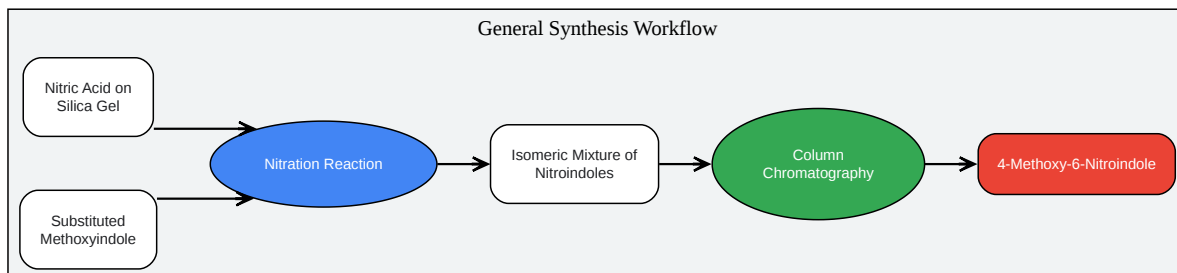 General Synthesis Workflow
Nitric Acid on
Silica Gel
Nitration Reaction
Isomeric Mixture of
Nitroindoles
Column
Chromatography
4-Methoxy-6-Nitroindole
Substituted
Methoxyindole